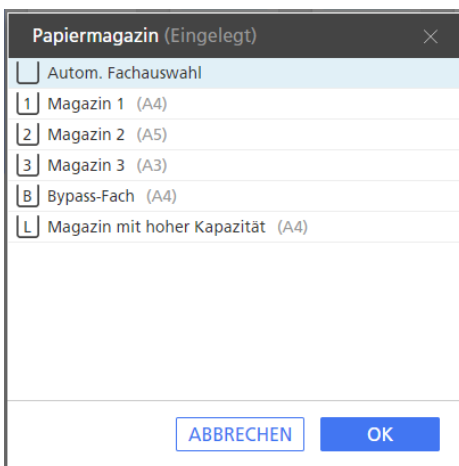 Papiermagazin (Eingelegt)
Autom. Fachauswahl
1 Magazin 1 (A4)
2 Magazin 2 (A5)
3 Magazin 3 (A3)
B Bypass-Fach (A4)
L Magazin mit hoher Kapazität (A4)
ABBRECHEN OK